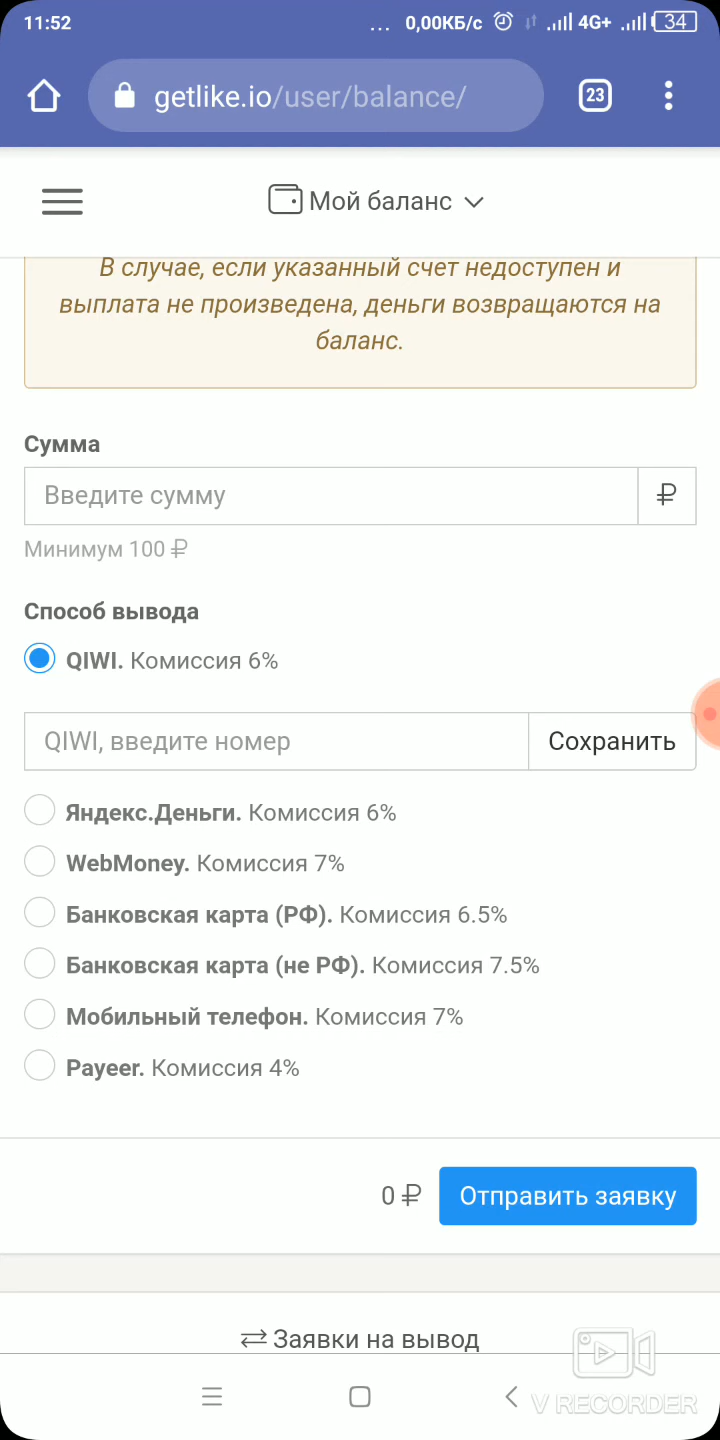 11:52 ... 0,00КБ/с 4G+ 34
getlike.io/user/balance/ 23
Мой баланс
В случае, если указанный счет недоступен и
выплата не произведена, деньги возвращаются на
баланс.
Сумма
Введите сумму ₽
Минимум 100 ₽
Способ вывода
QIWI. Комиссия 6%
QIWI, введите номер Сохранить
Яндекс.Деньги. Комиссия 6%
WebMoney. Комиссия 7%
Банковская карта (РФ). Комиссия 6.5%
Банковская карта (не РФ). Комиссия 7.5%
Мобильный телефон. Комиссия 7%
Payeer. Комиссия 4%
0 ₽ Отправить заявку
Заявки на вывод
V RECORDER